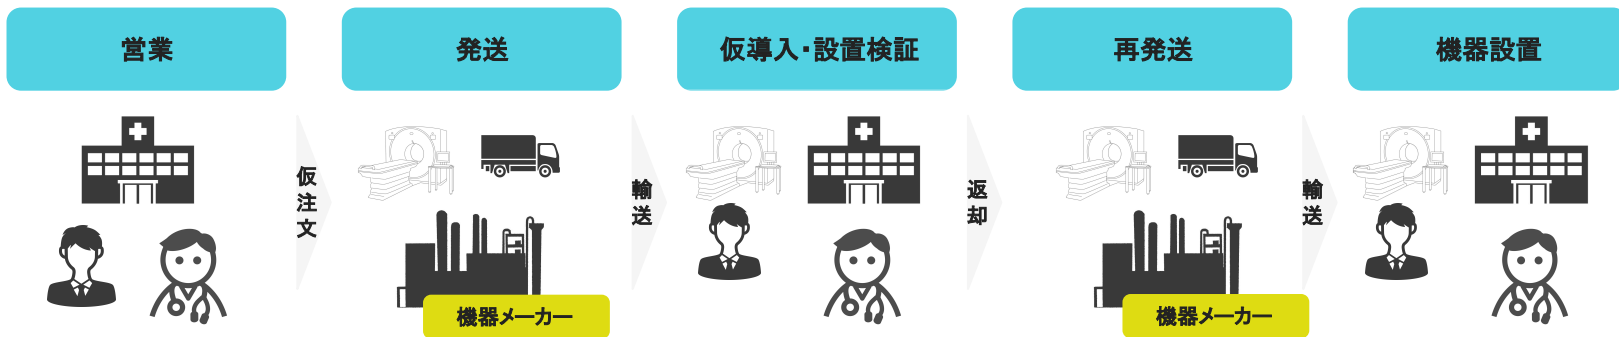 営業
発送
仮導入・設置検証
再発送
機器設置
仮注文
輸送
返却
輸送
機器メーカー
機器メーカー